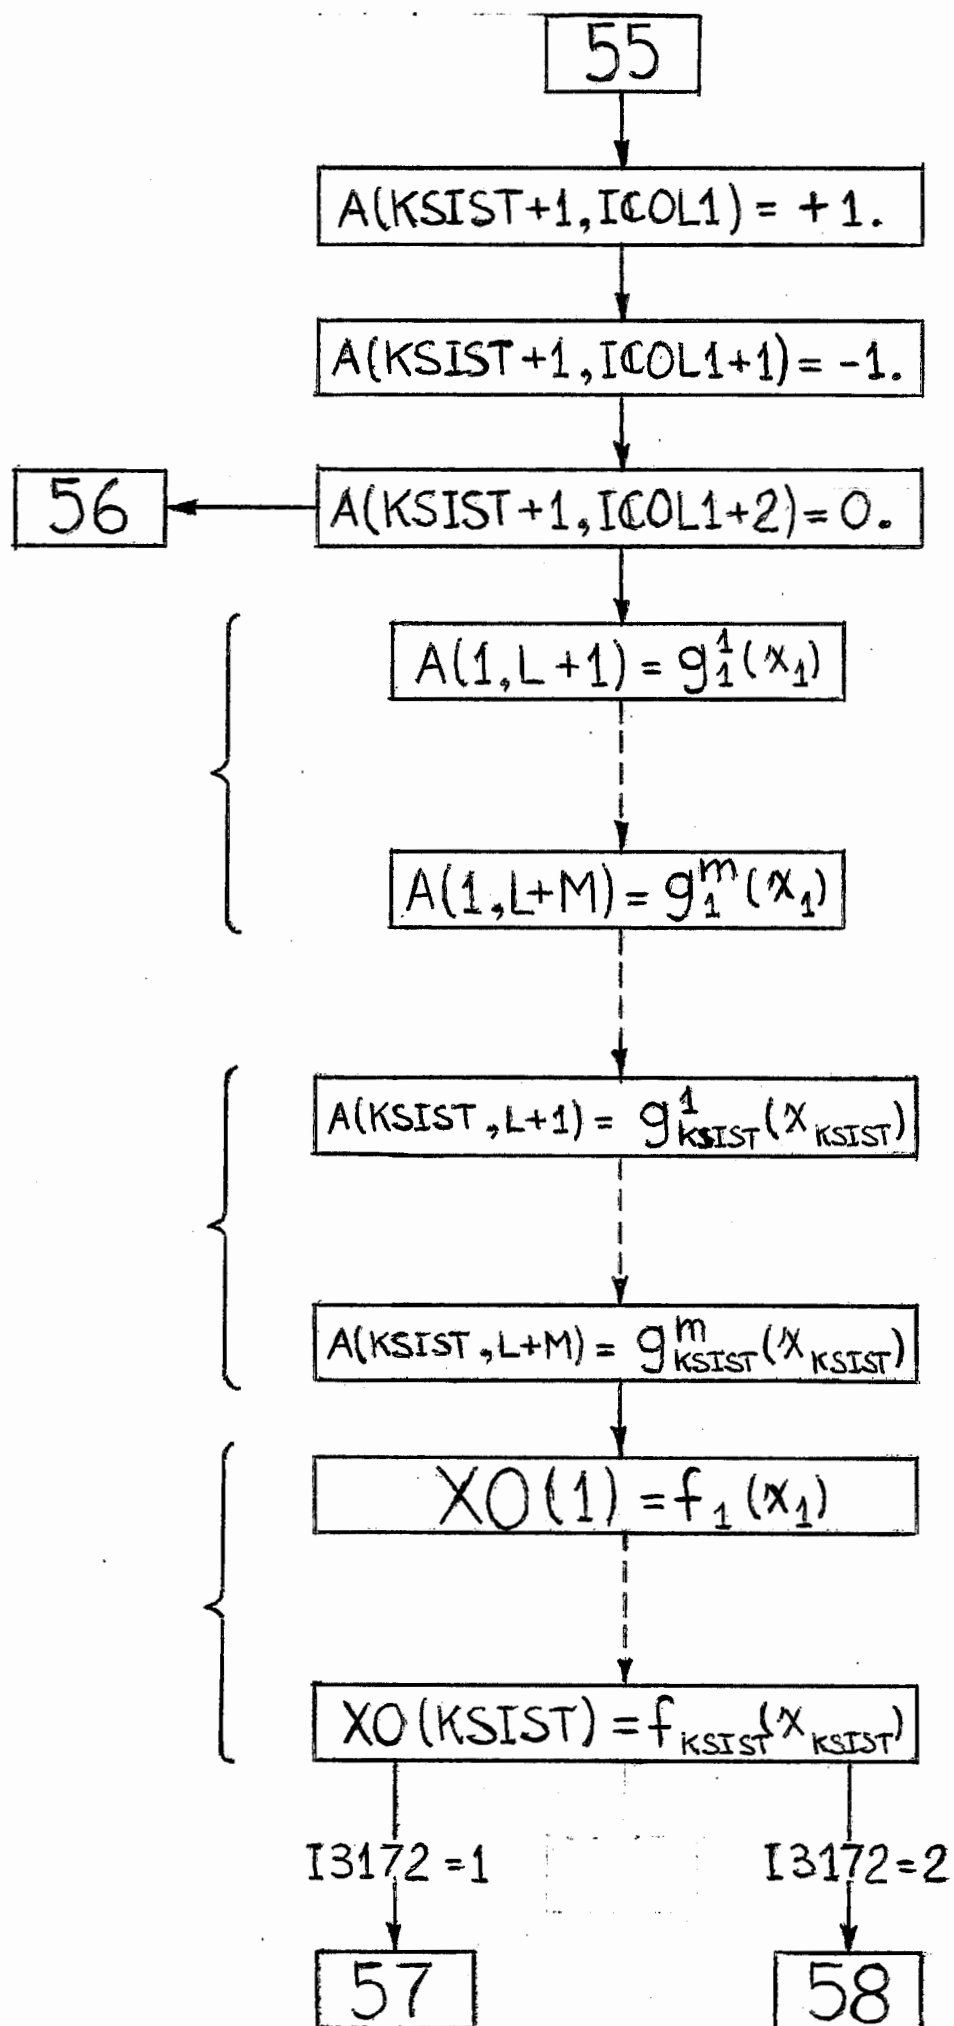 55
A(KSIST+1,ICOL1) = +1.
A(KSIST+1,ICOL1+1) = -1.
56
A(KSIST+1,ICOL1+2) = 0.
A(1,L+1) = g₁¹(x₁)
A(1,L+M) = g₁ᵐ(x₁)
A(KSIST,L+1) = g¹KSIST(xKSIST)
A(KSIST,L+M) = gᵐKSIST(xKSIST)
XO(1) = f₁(x₁)
XO(KSIST) = fKSIST(xKSIST)
I3172 =1
I3172 =2
57
58